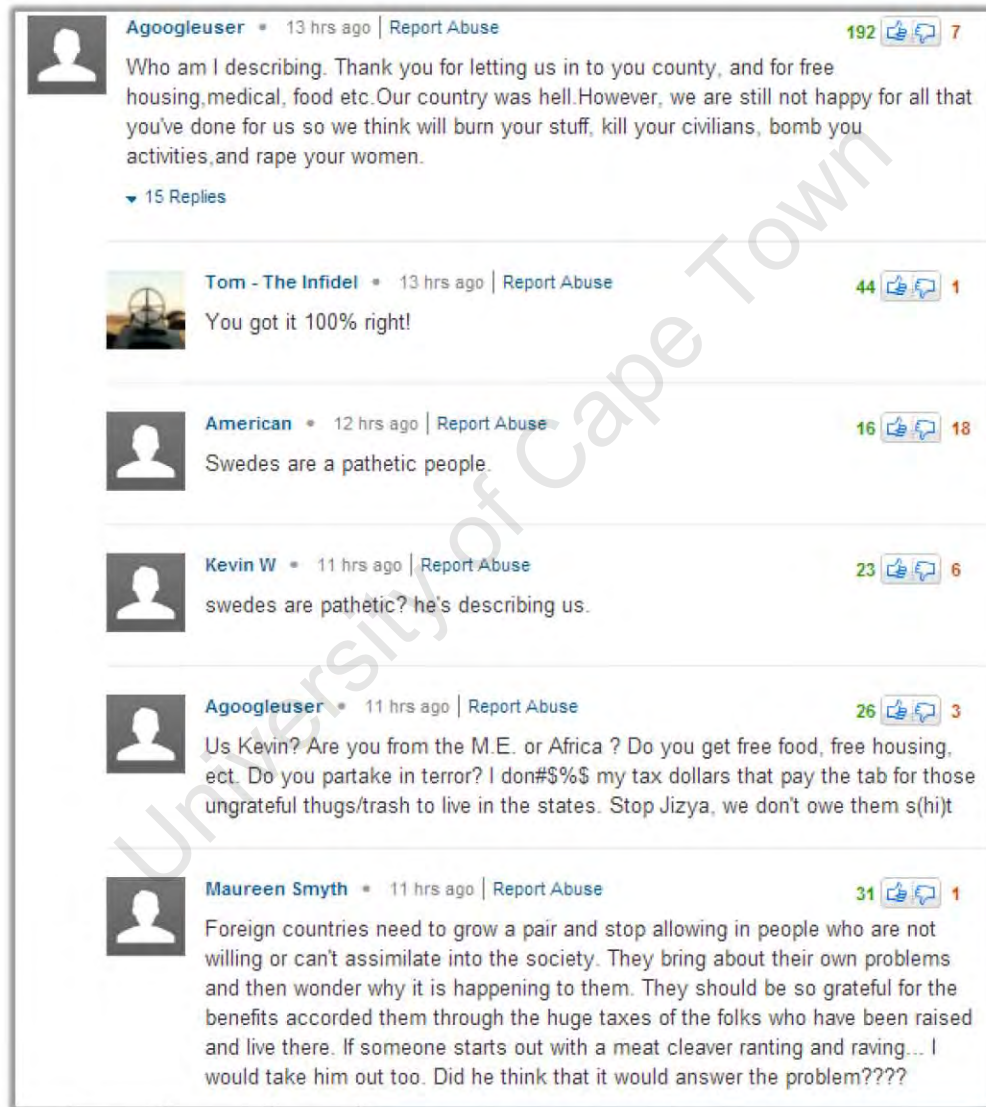 Agoogleuser • 13 hrs ago | Report Abuse 192 7
Who am I describing. Thank you for letting us in to you county, and for free
housing,medical, food etc.Our country was hell.However, we are still not happy for all that
you've done for us so we think will burn your stuff, kill your civilians, bomb you
activities,and rape your women.
15 Replies
Tom - The Infidel • 13 hrs ago | Report Abuse 44 1
You got it 100% right!
American • 12 hrs ago | Report Abuse 16 18
Swedes are a pathetic people.
Kevin W • 11 hrs ago | Report Abuse 23 6
swedes are pathetic? he's describing us.
Agoogleuser • 11 hrs ago | Report Abuse 26 3
Us Kevin? Are you from the M.E. or Africa ? Do you get free food, free housing,
ect. Do you partake in terror? I don#$%$ my tax dollars that pay the tab for those
ungrateful thugs/trash to live in the states. Stop Jizya, we don't owe them s(hi)t
Maureen Smyth • 11 hrs ago | Report Abuse 31 1
Foreign countries need to grow a pair and stop allowing in people who are not
willing or can't assimilate into the society. They bring about their own problems
and then wonder why it is happening to them. They should be so grateful for the
benefits accorded them through the huge taxes of the folks who have been raised
and live there. If someone starts out with a meat cleaver ranting and raving... I
would take him out too. Did he think that it would answer the problem????
University of Cape Town